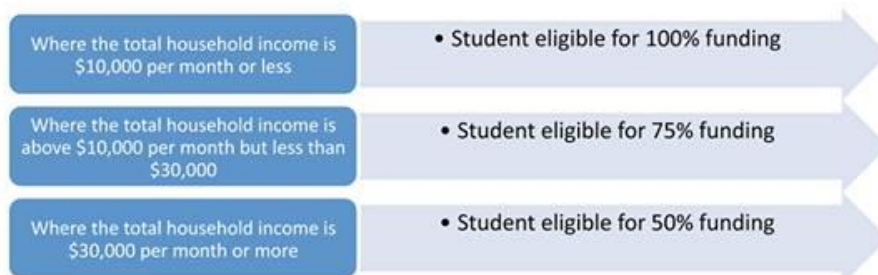 Where the total household income is
$10,000 per month or less
• Student eligible for 100% funding
Where the total household income is
above $10,000 per month but less than
$30,000
• Student eligible for 75% funding
Where the total household income is
$30,000 per month or more
• Student eligible for 50% funding